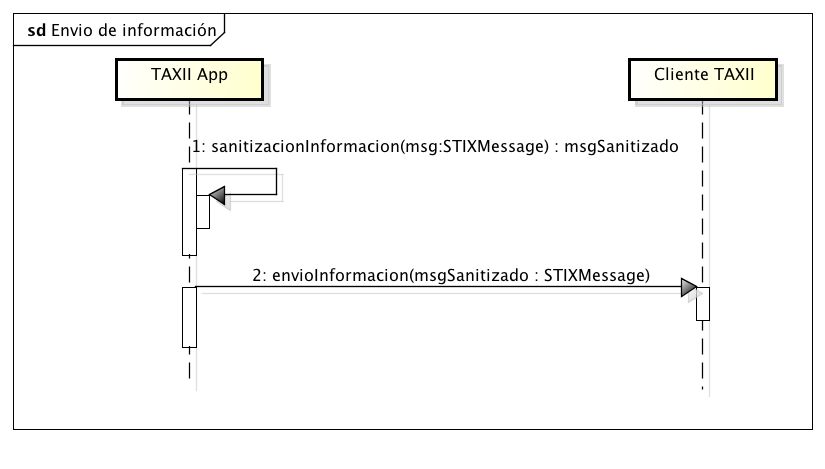 sd Envio de información
TAXII App
Cliente TAXII
1: sanitizacionInformacion(msg:STIXMessage) : msgSanitizado
2: envioInformacion(msgSanitizado : STIXMessage)